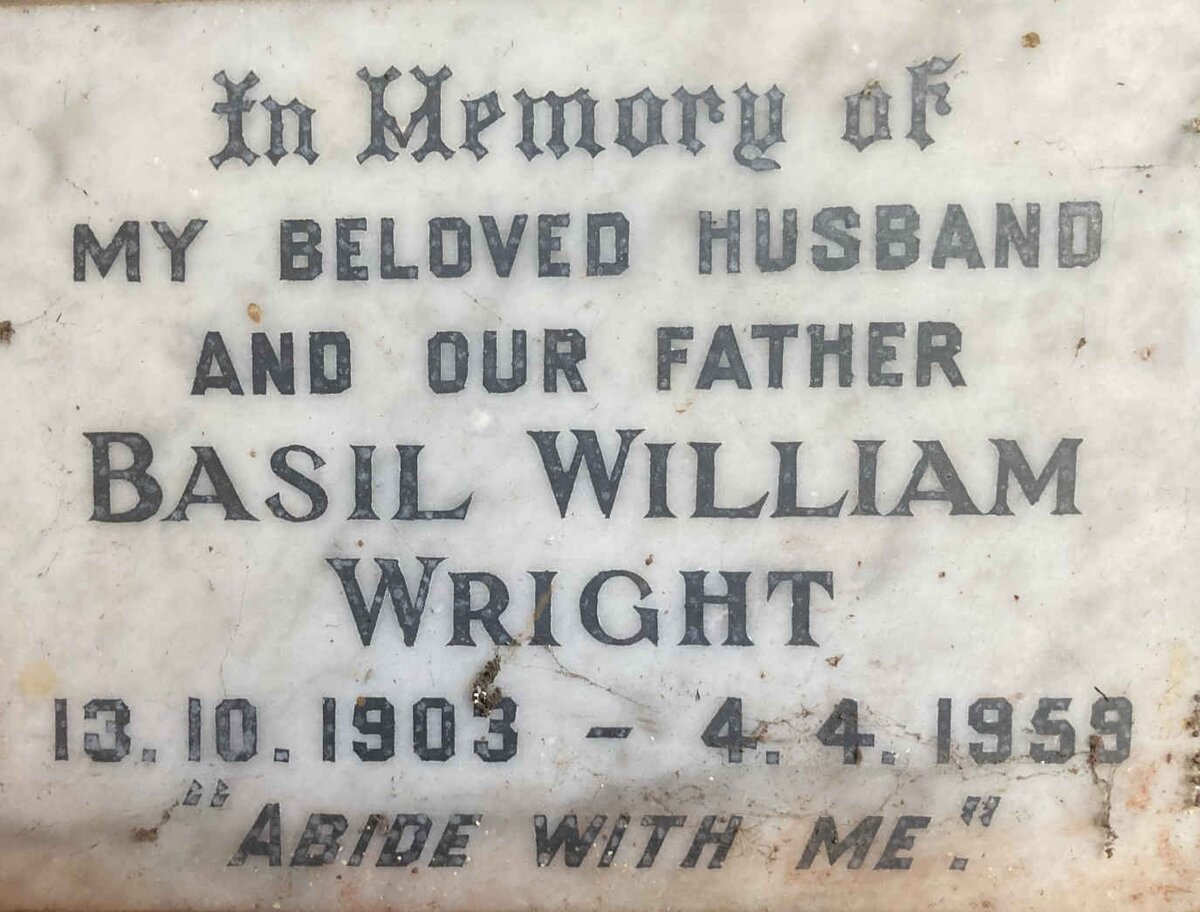 In Memory of
MY BELOVED HUSBAND
AND OUR FATHER
BASIL WILLIAM
WRIGHT
13.10.1903 - 4.4.1959
"ABIDE WITH ME."